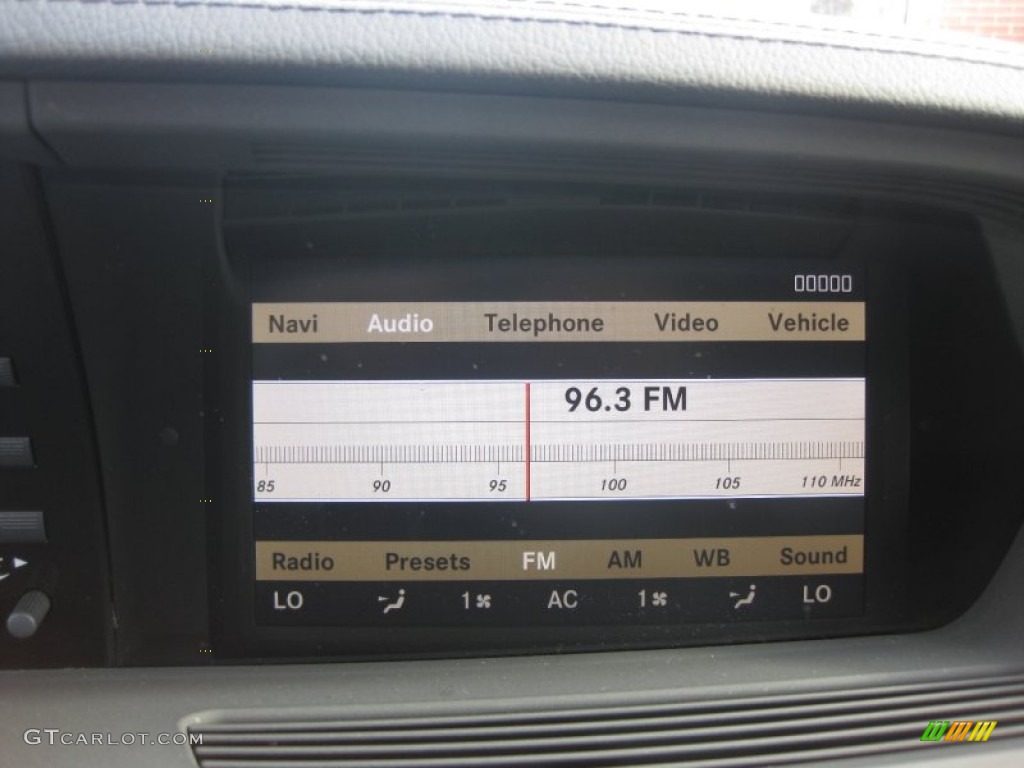 Navi Audio Telephone Video Vehicle
96.3 FM
85 90 95 100 105 110 MHz
Radio Presets FM AM WB Sound
LO 1 AC 1 LO
GTCARLOT.COM